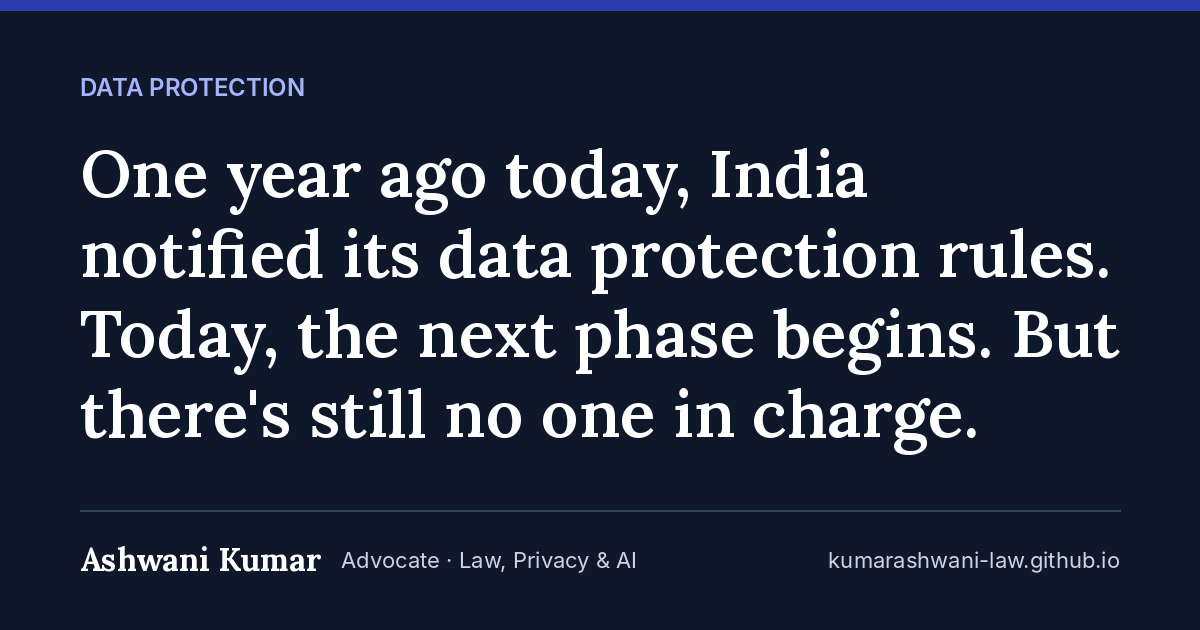 DATA PROTECTION
One year ago today, India
notified its data protection rules.
Today, the next phase begins. But
there's still no one in charge.
Ashwani Kumar Advocate · Law, Privacy & AI kumarashwani-law.github.io